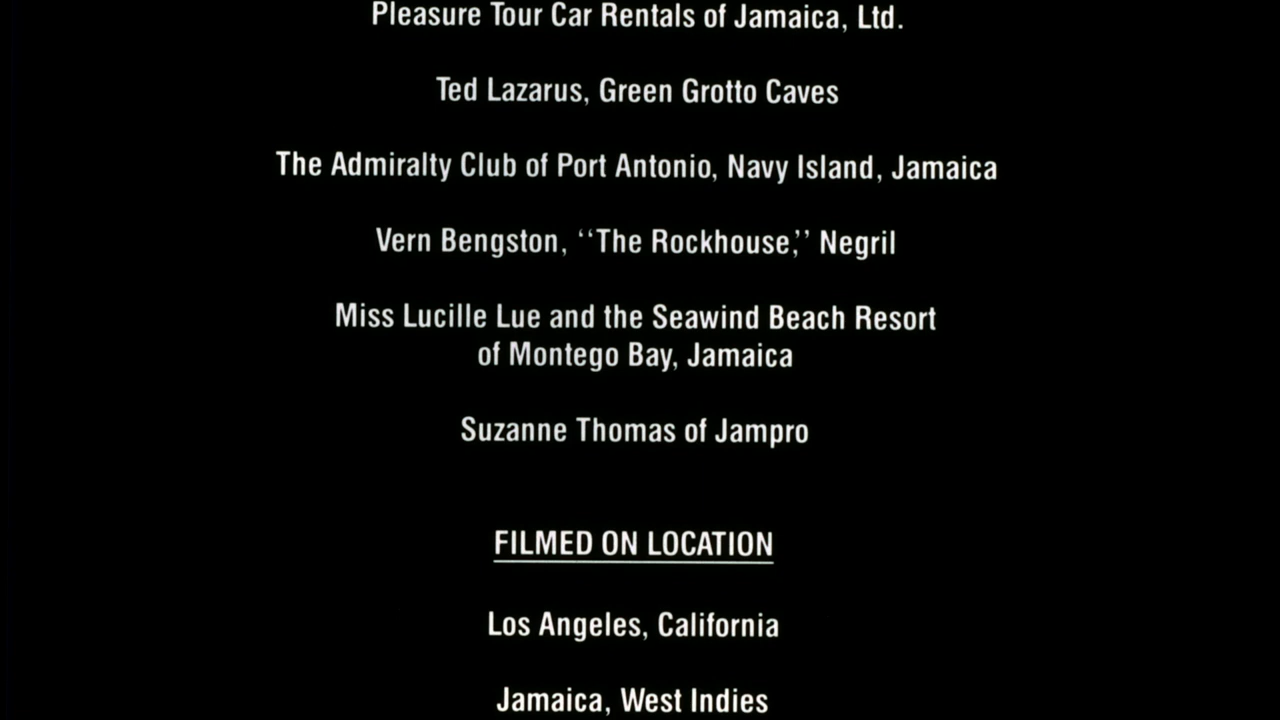 Pleasure Tour Car Rentals of Jamaica, Ltd.
Ted Lazarus, Green Grotto Caves
The Admiralty Club of Port Antonio, Navy Island, Jamaica
Vern Bengston, ‘‘The Rockhouse,’’ Negril
Miss Lucille Lue and the Seawind Beach Resort
of Montego Bay, Jamaica
Suzanne Thomas of Jampro
FILMED ON LOCATION
Los Angeles, California
Jamaica, West Indies